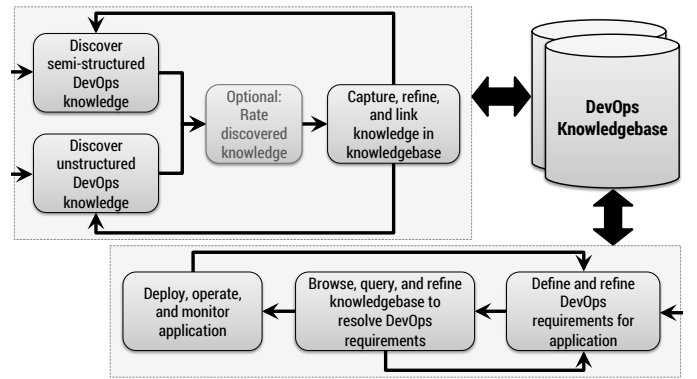 Discover
semi-structured
DevOps
knowledge
Optional:
Rate
discovered
knowledge
Capture, refine,
and link
knowledge in
knowledgebase
DevOps
Knowledgebase
Discover
unstructured
DevOps
knowledge
Deploy, operate,
and monitor
application
Browse, query, and refine
knowledgebase to
resolve DevOps
requirements
Define and refine
DevOps
requirements for
application